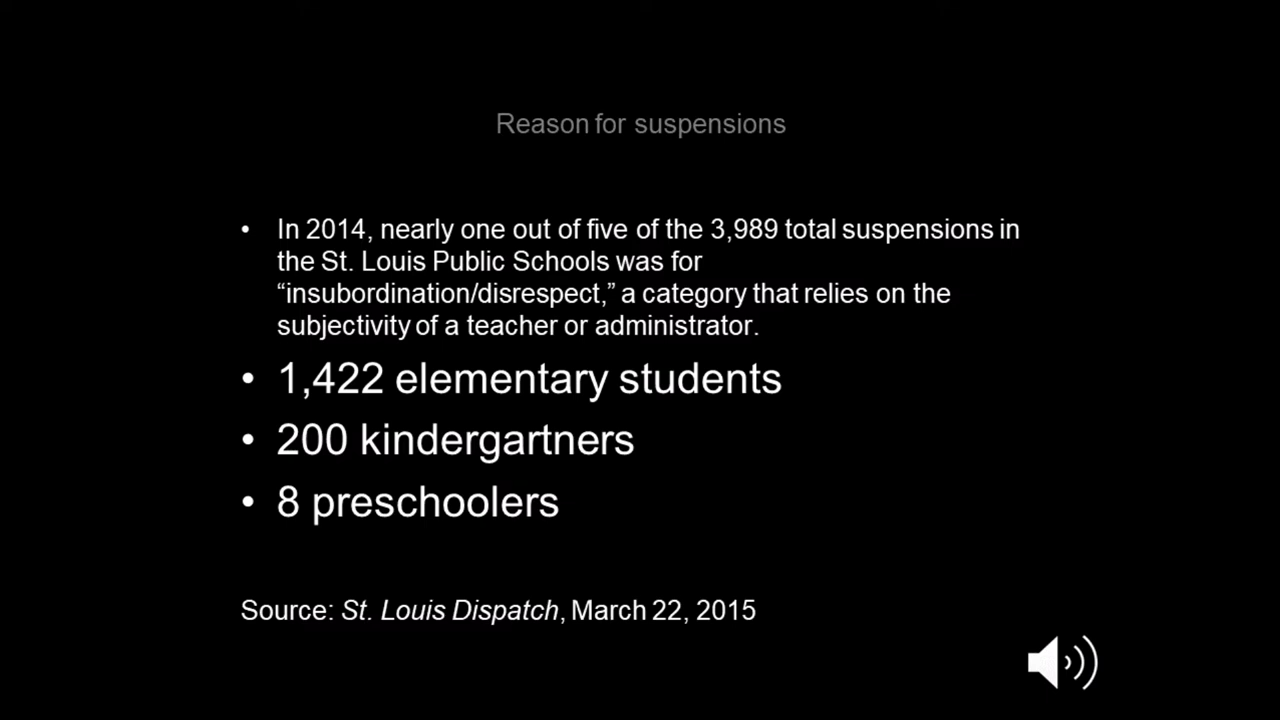 Reason for suspensions
• In 2014, nearly one out of five of the 3,989 total suspensions in
the St. Louis Public Schools was for
“insubordination/disrespect,” a category that relies on the
subjectivity of a teacher or administrator.
• 1,422 elementary students
• 200 kindergartners
• 8 preschoolers
Source: St. Louis Dispatch, March 22, 2015